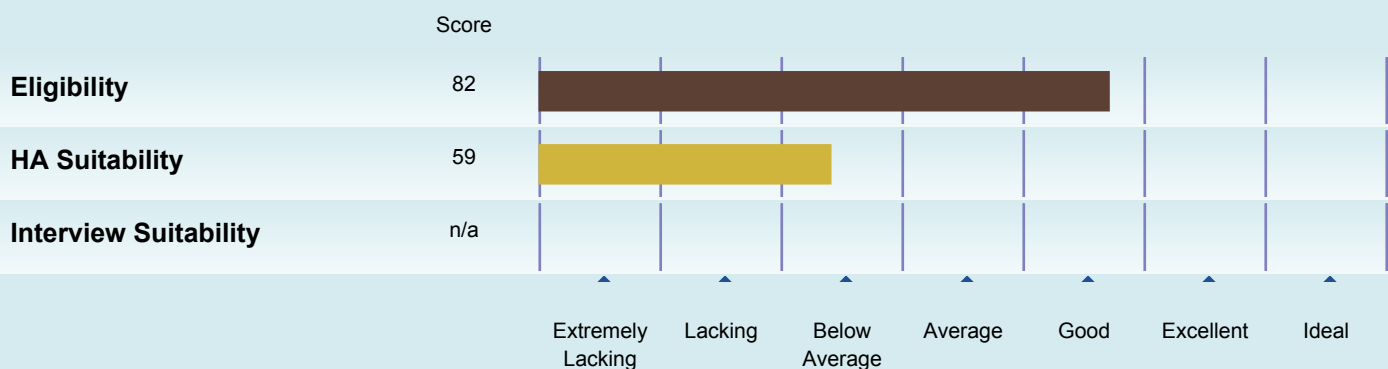 Score
Eligibility 82
HA Suitability 59
Interview Suitability n/a
Extremely Lacking Below Average Good Excellent Ideal
Lacking Average